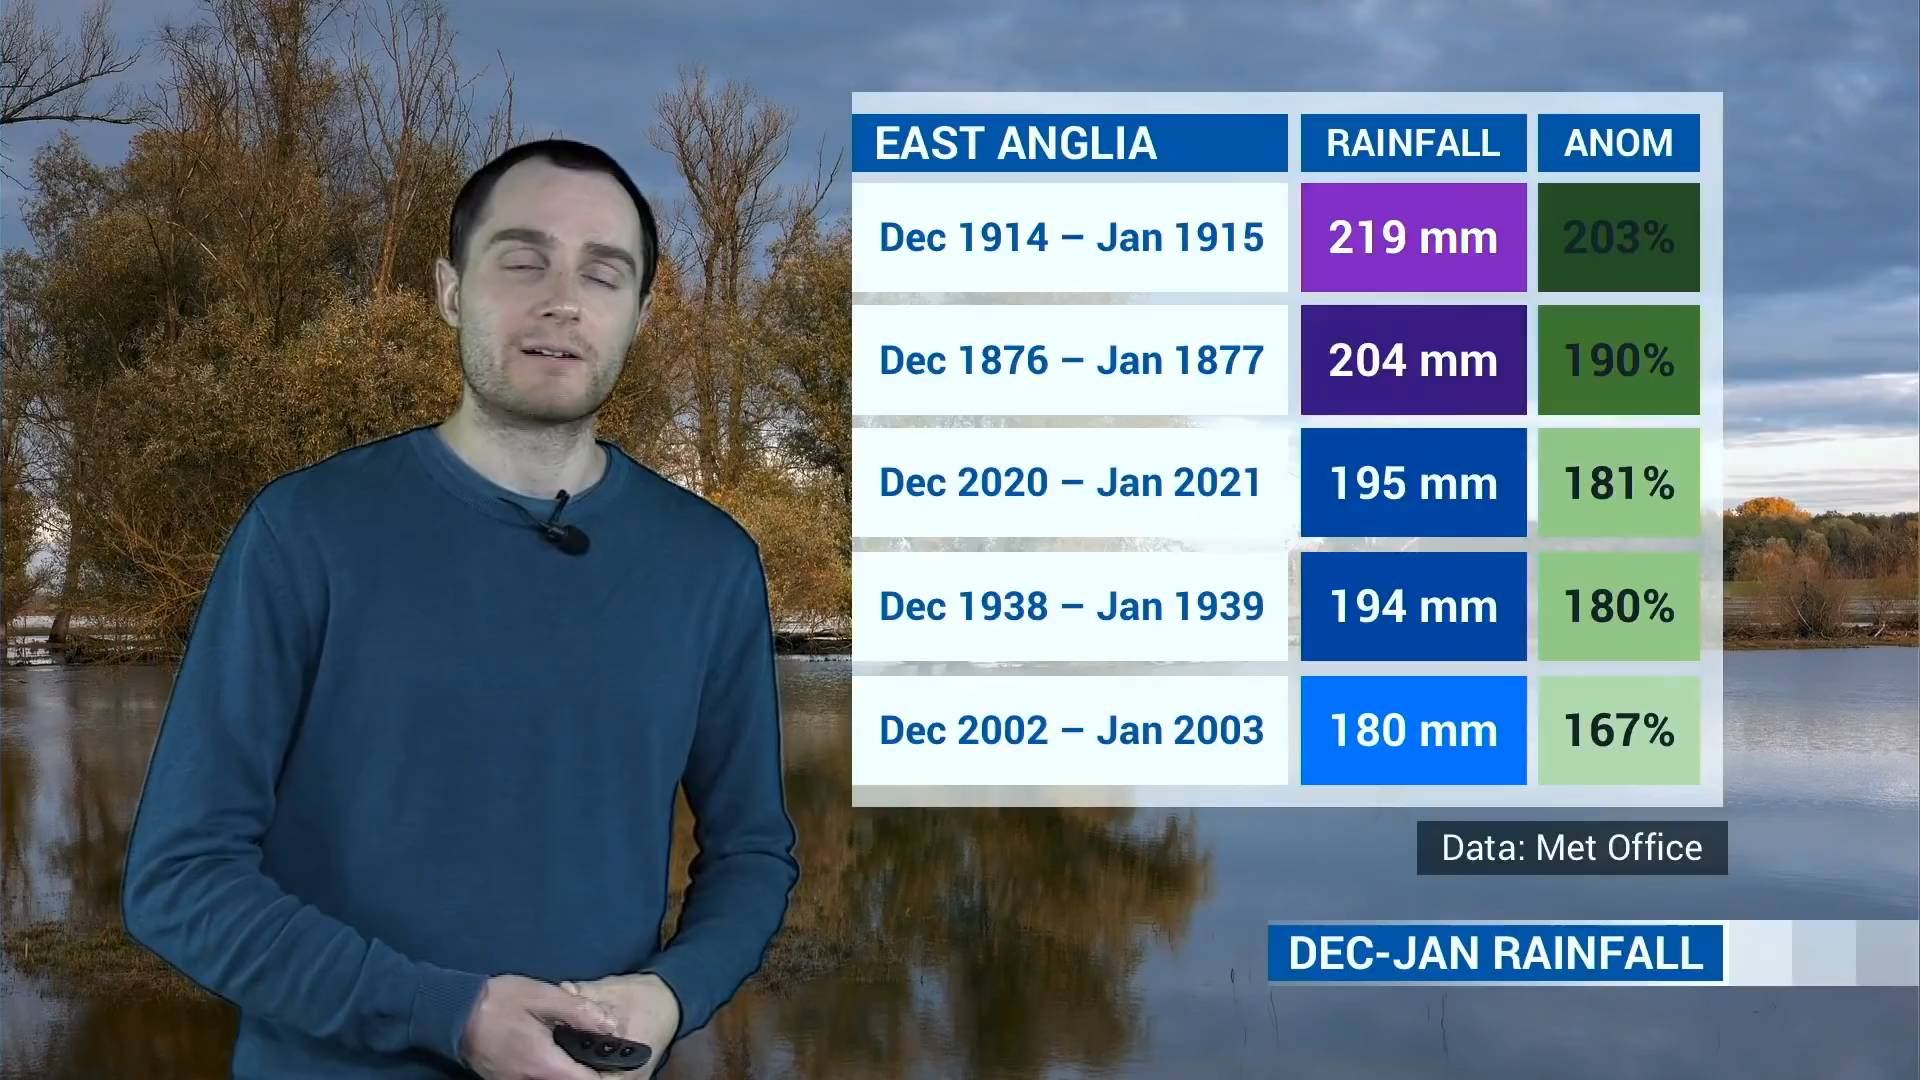 EAST ANGLIA RAINFALL ANOM
Dec 1914 – Jan 1915 219 mm 203%
Dec 1876 – Jan 1877 204 mm 190%
Dec 2020 – Jan 2021 195 mm 181%
Dec 1938 – Jan 1939 194 mm 180%
Dec 2002 – Jan 2003 180 mm 167%
Data: Met Office
DEC-JAN RAINFALL